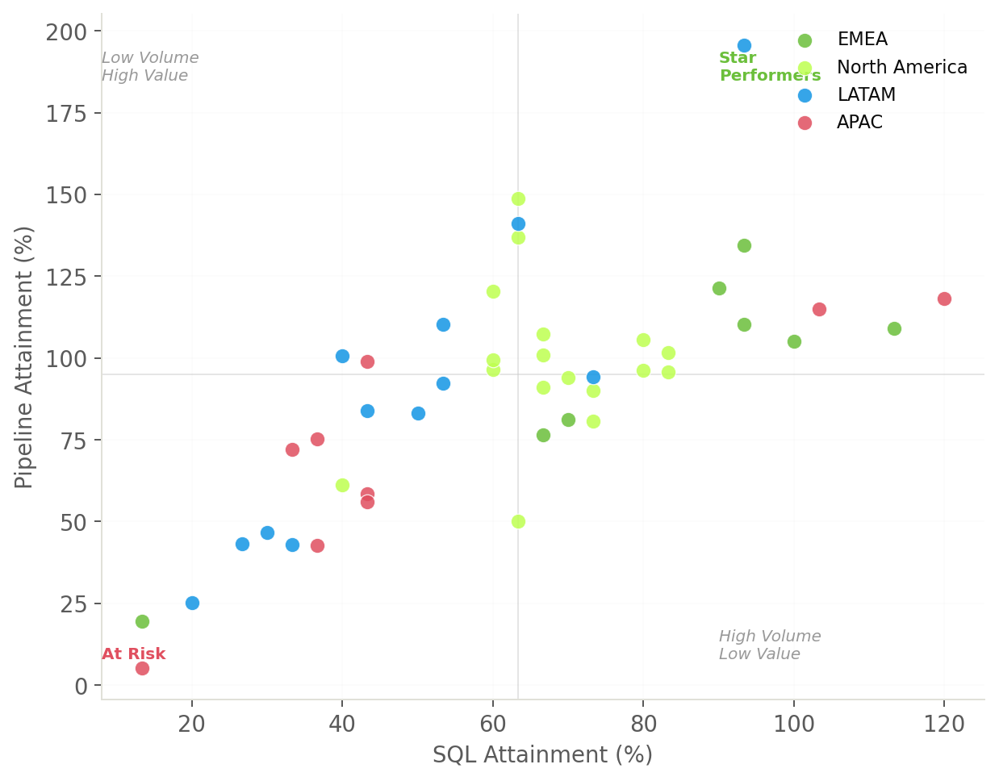 200
175
150
125
100
75
50
25
0
Pipeline Attainment (%)
Low Volume
High Value
Star
Performers
EMEA
North America
LATAM
APAC
At Risk
High Volume
Low Value
20
40
60
80
100
120
SQL Attainment (%)